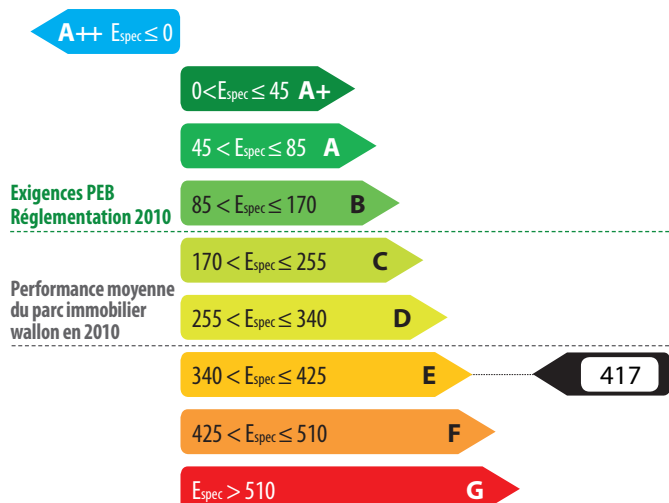 A++ Espec ≤ 0
0<Espec ≤ 45 A+
45 < Espec ≤ 85 A
Exigences PEB
Réglementation 2010
85 < Espec ≤ 170 B
170 < Espec ≤ 255 C
Performance moyenne
du parc immobilier
wallon en 2010
255 < Espec ≤ 340 D
340 < Espec ≤ 425 E
417
425 < Espec ≤ 510 F
Espec > 510 G